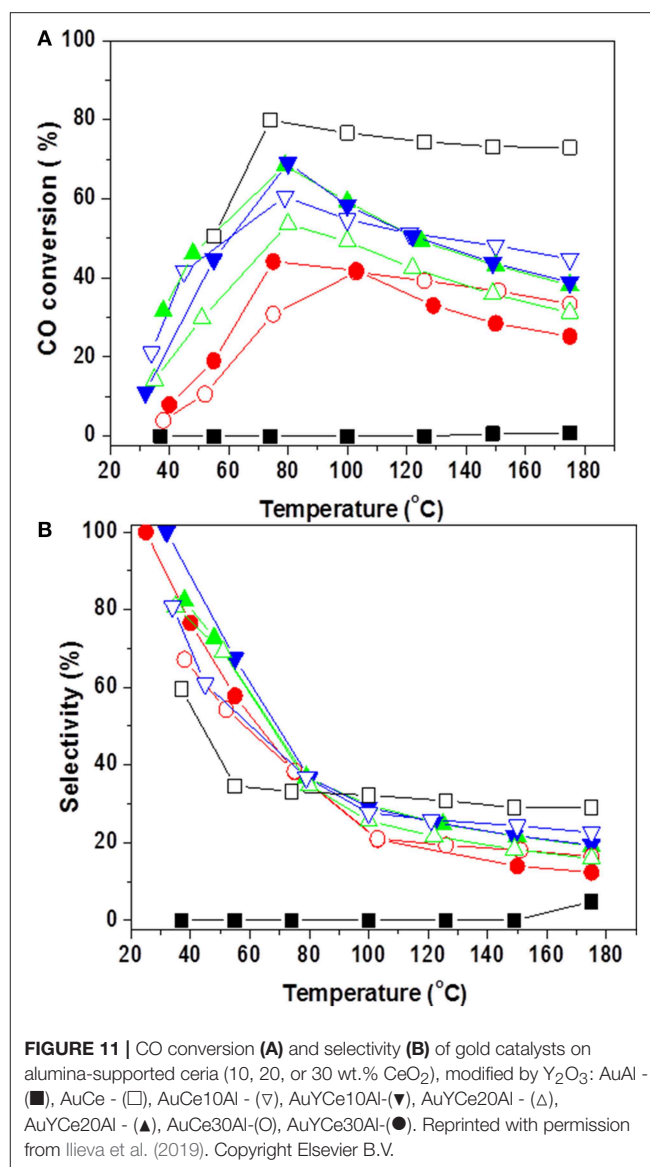 A
100
80
60
40
20
0
CO conversion ( %)
20 40 60 80 100 120 140 160 180
Temperature (°C)
B
100
80
60
40
20
0
Selectivity (%)
20 40 60 80 100 120 140 160 180
Temperature (°C)
FIGURE 11 | CO conversion (A) and selectivity (B) of gold catalysts on
alumina-supported ceria (10, 20, or 30 wt.% CeO₂), modified by Y₂O₃: AuAl -
(■), AuCe - (□), AuCe10Al - (▽), AuYCe10Al-(▼), AuYCe20Al - (△),
AuYCe20Al - (▲), AuCe30Al-(O), AuYCe30Al-(●). Reprinted with permission
from Ilieva et al. (2019). Copyright Elsevier B.V.